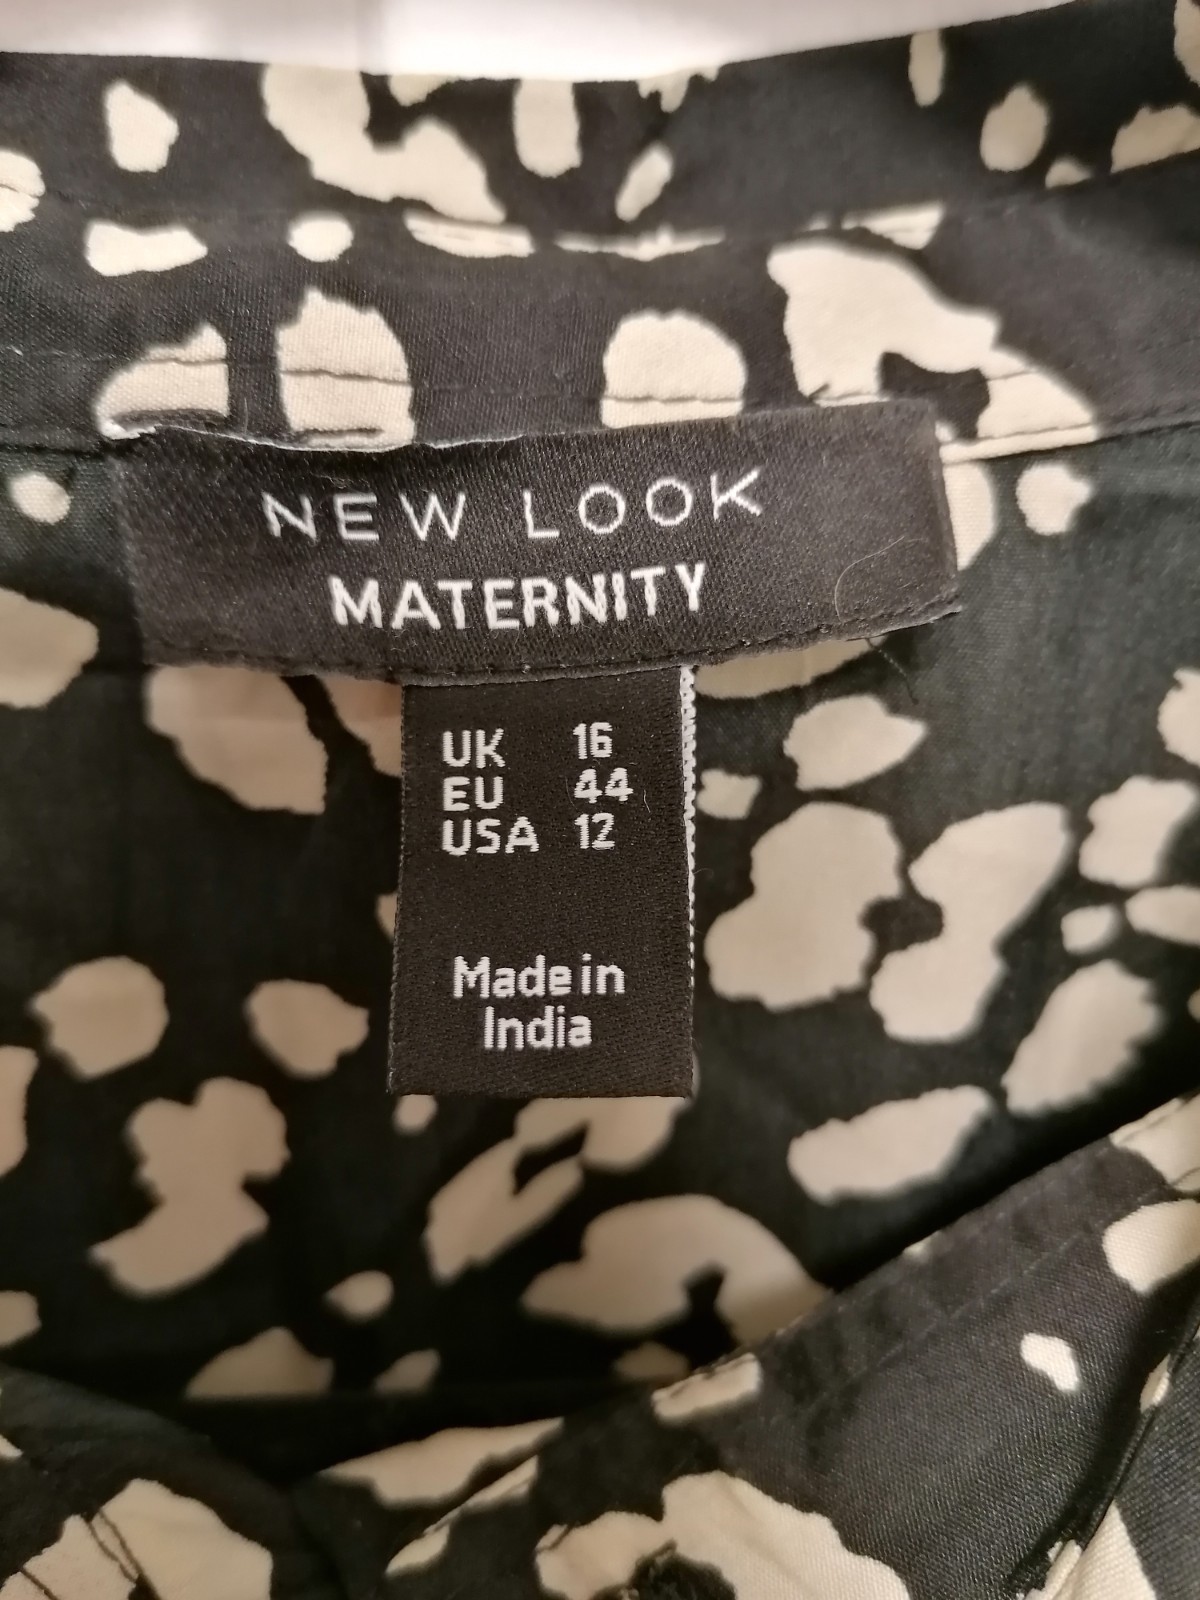 NEW LOOK
MATERNITY
UK 16
EU 44
USA 12
Made in
India